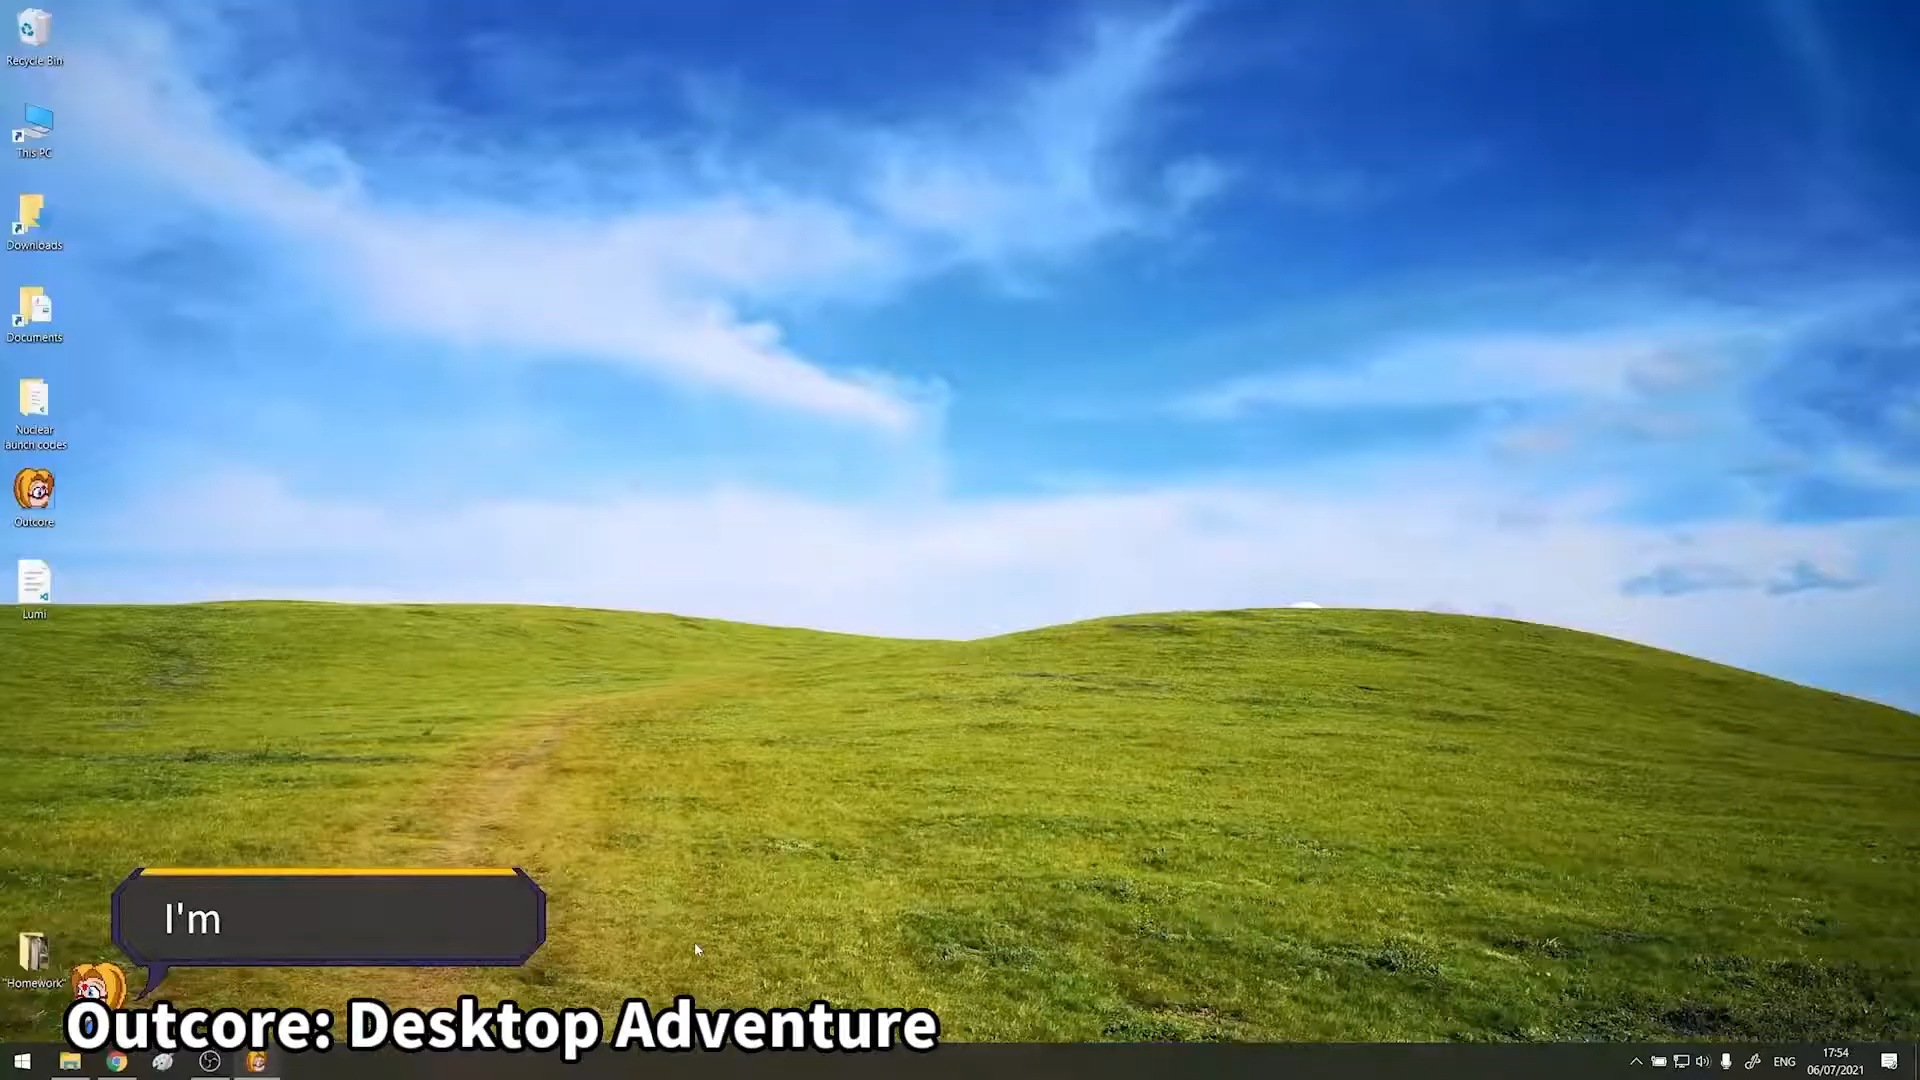 Recycle Bin
This PC
Downloads
Documents
Nuclear
launch codes
Outcore
Lumi
I'm
"Homework"
Outcore: Desktop Adventure
ENG
17:54
06/07/2021